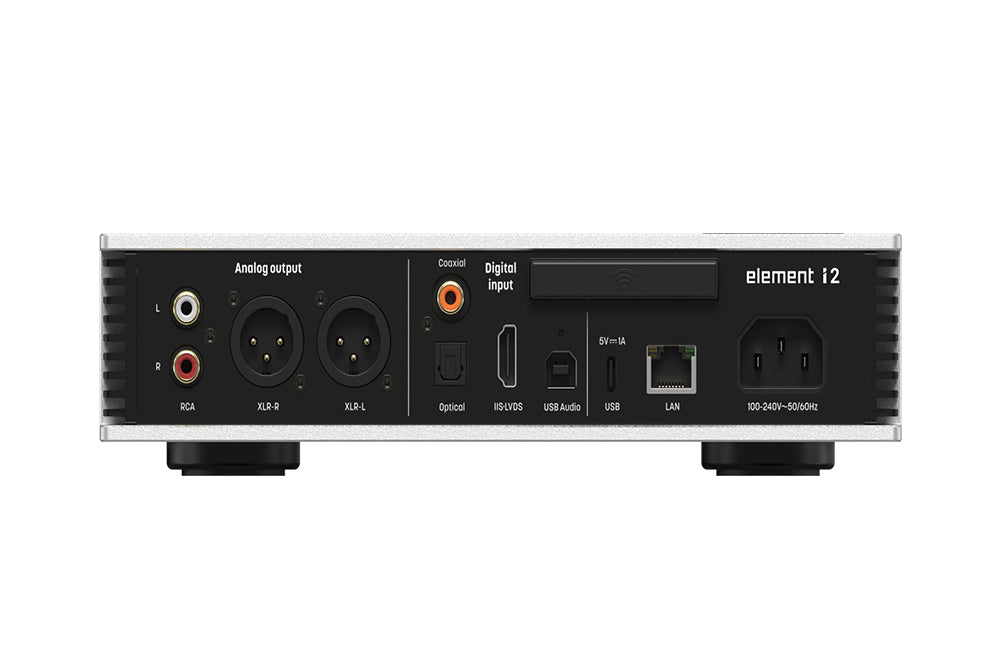 Analog output
L
R
RCA
XLR-R
XLR-L
Coaxial
Digital
input
Optical
IIS-LVDS
USB Audio
5V⎓1A
USB
LAN
element i2
100-240V~50/60Hz